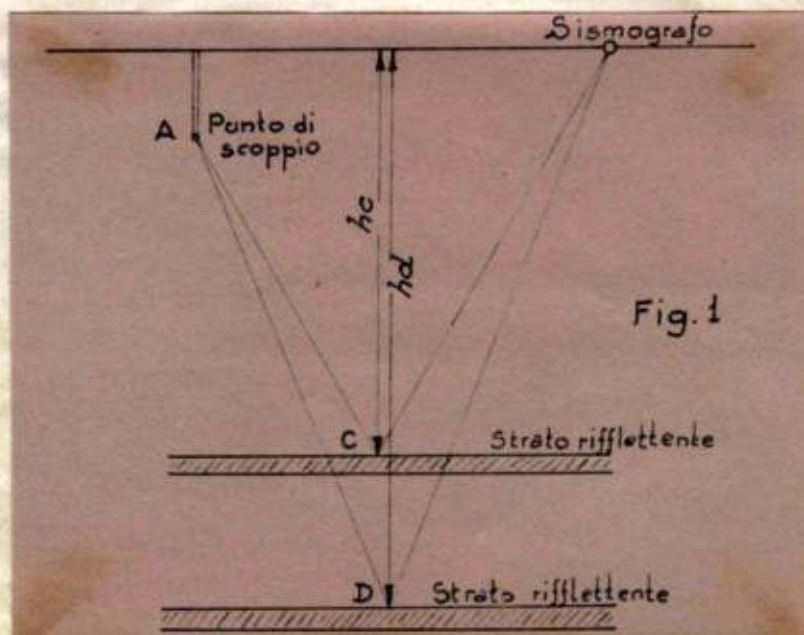 Sismografo
A Punto di
scoppio
hc
hd
Fig. 1
C Strato rifflettente
D Strato rifflettente